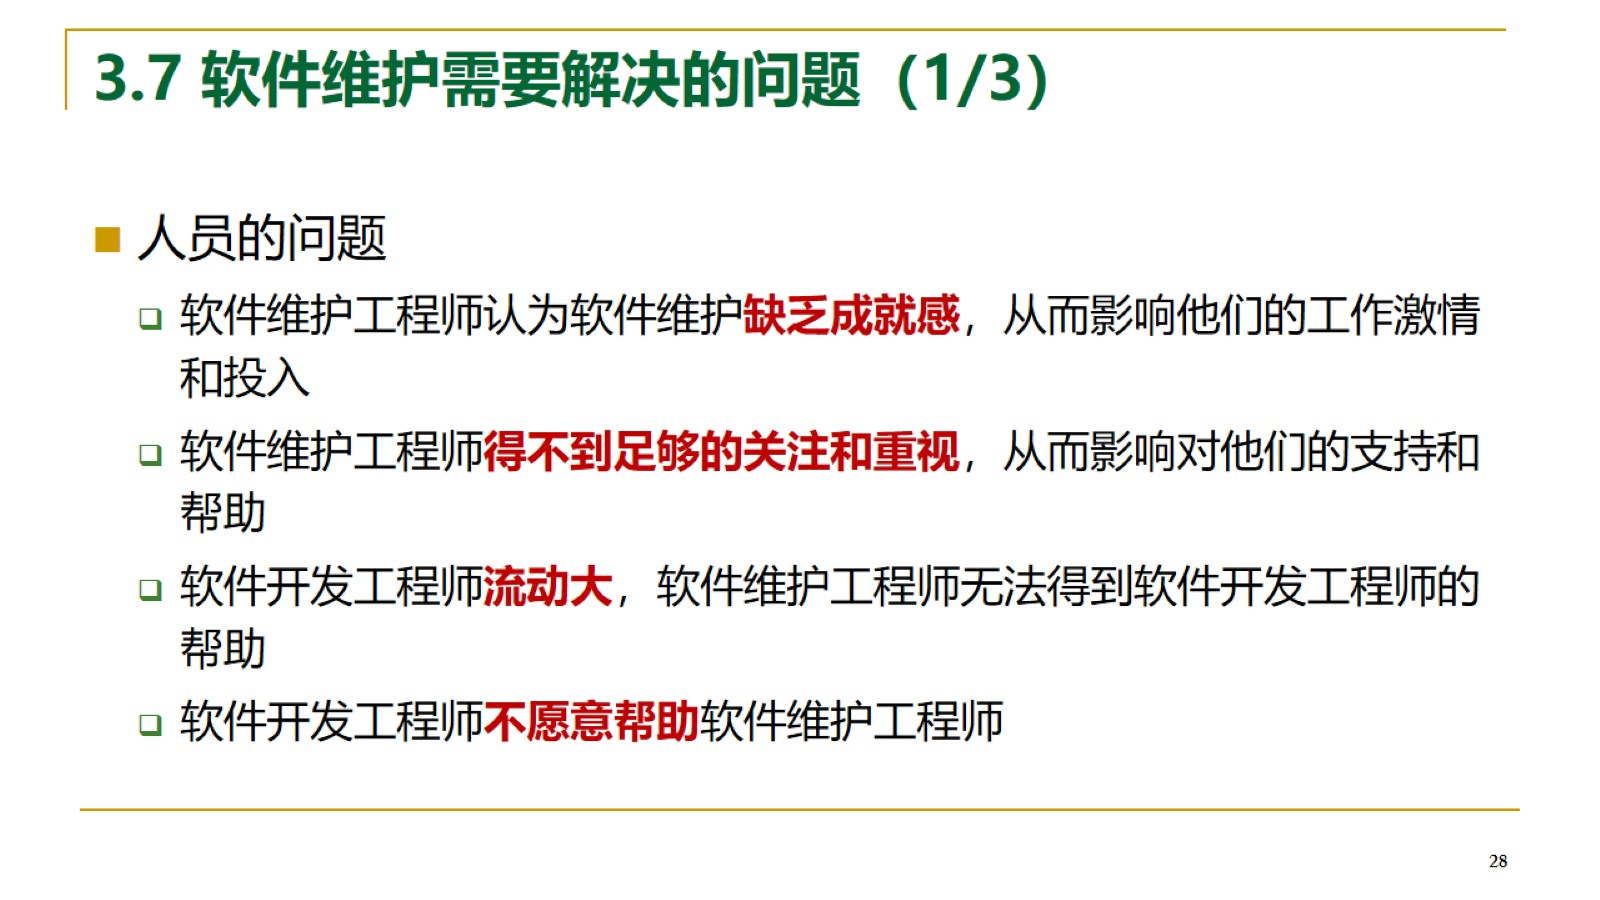 3.7 软件维护需要解决的问题（1/3）
人员的问题
软件维护工程师认为软件维护缺乏成就感，从而影响他们的工作激情
和投入
软件维护工程师得不到足够的关注和重视，从而影响对他们的支持和
帮助
软件开发工程师流动大，软件维护工程师无法得到软件开发工程师的
帮助
软件开发工程师不愿意帮助软件维护工程师
28